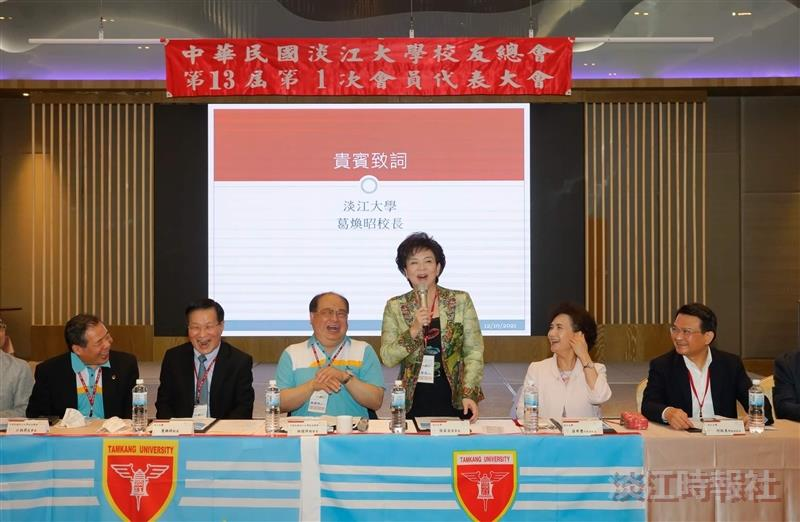 中華民國淡江大學校友總會
第13屆第1次會員代表大會
貴賓致詞
淡江大學
葛煥昭校長
12/10/2021
TAMKANG UNIVERSITY
TAMKANG UNIVERSITY
淡江時報社